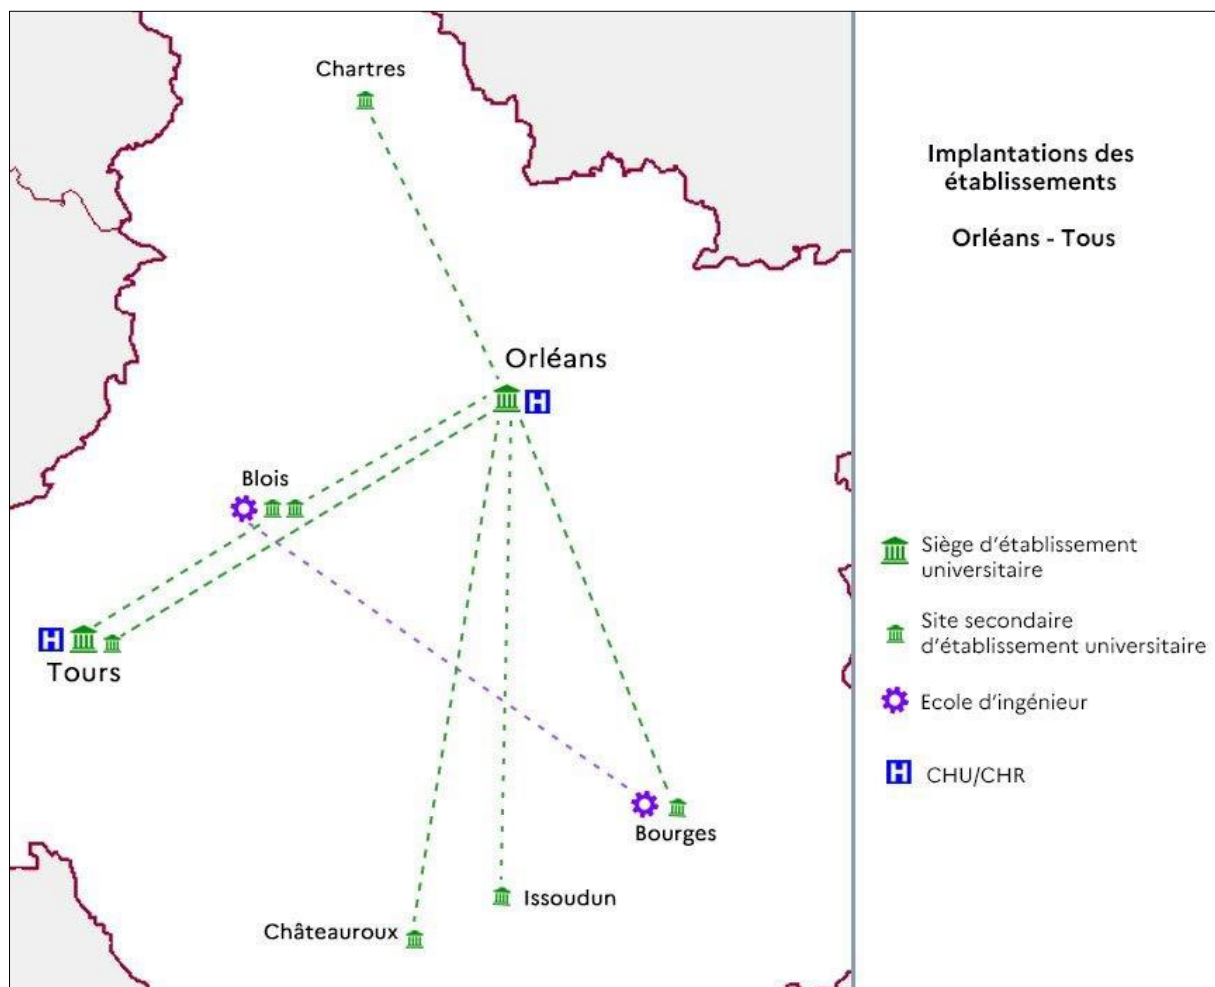 Chartres
Orléans
H
Blois
H
Tours
Bourges
Issoudun
Châteauroux
Implantations des
établissements
Orléans - Tous
Siège d'établissement
universitaire
Site secondaire
d'établissement universitaire
Ecole d'ingénieur
H
CHU/CHR